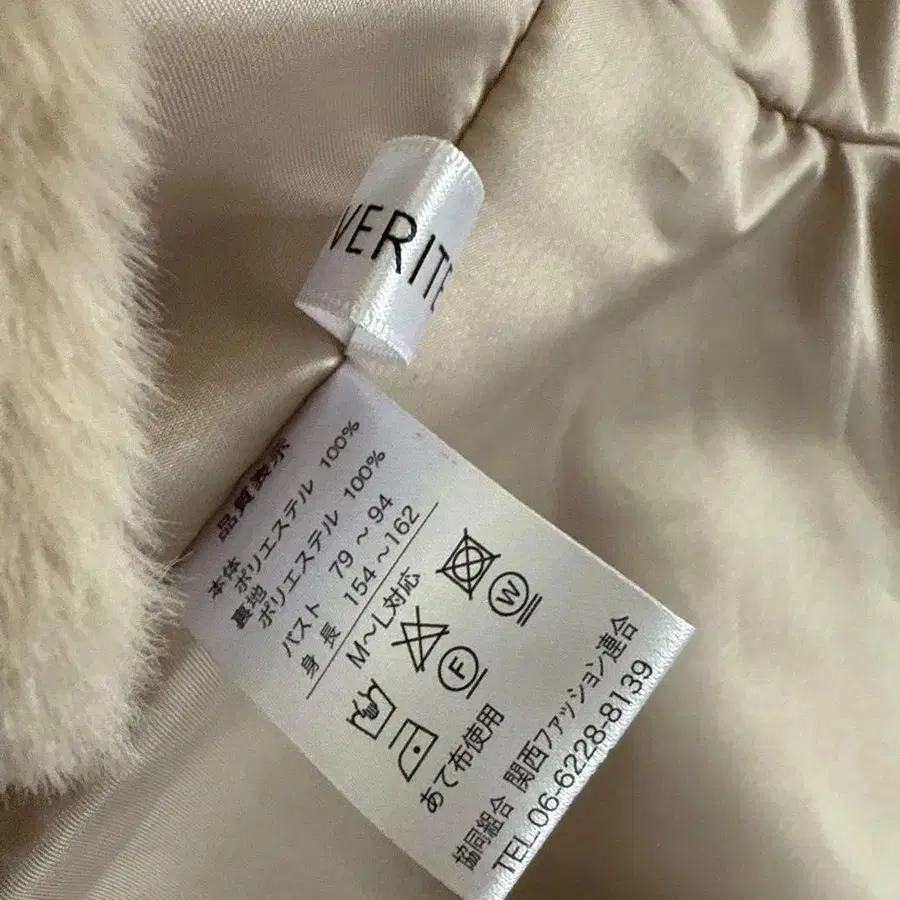 VERITE
品質表示
本体
ポリエステル 100%
裏地
ポリエステル 100%
バスト 79 ~ 94
身長 154 ~ 162
M~L対応
W
F
あて布使用
協同組合 関西ファッション連合
TEL.06-6228-8139